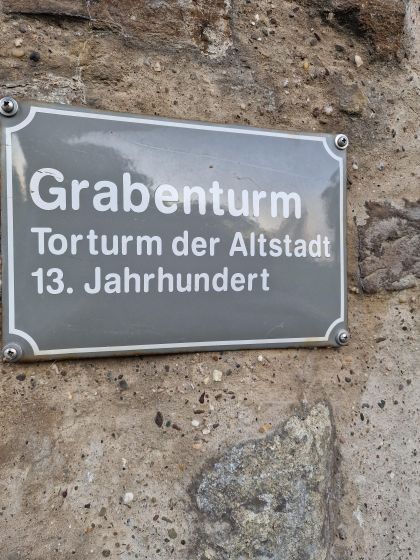 Grabenturm
Torturm der Altstadt
13. Jahrhundert